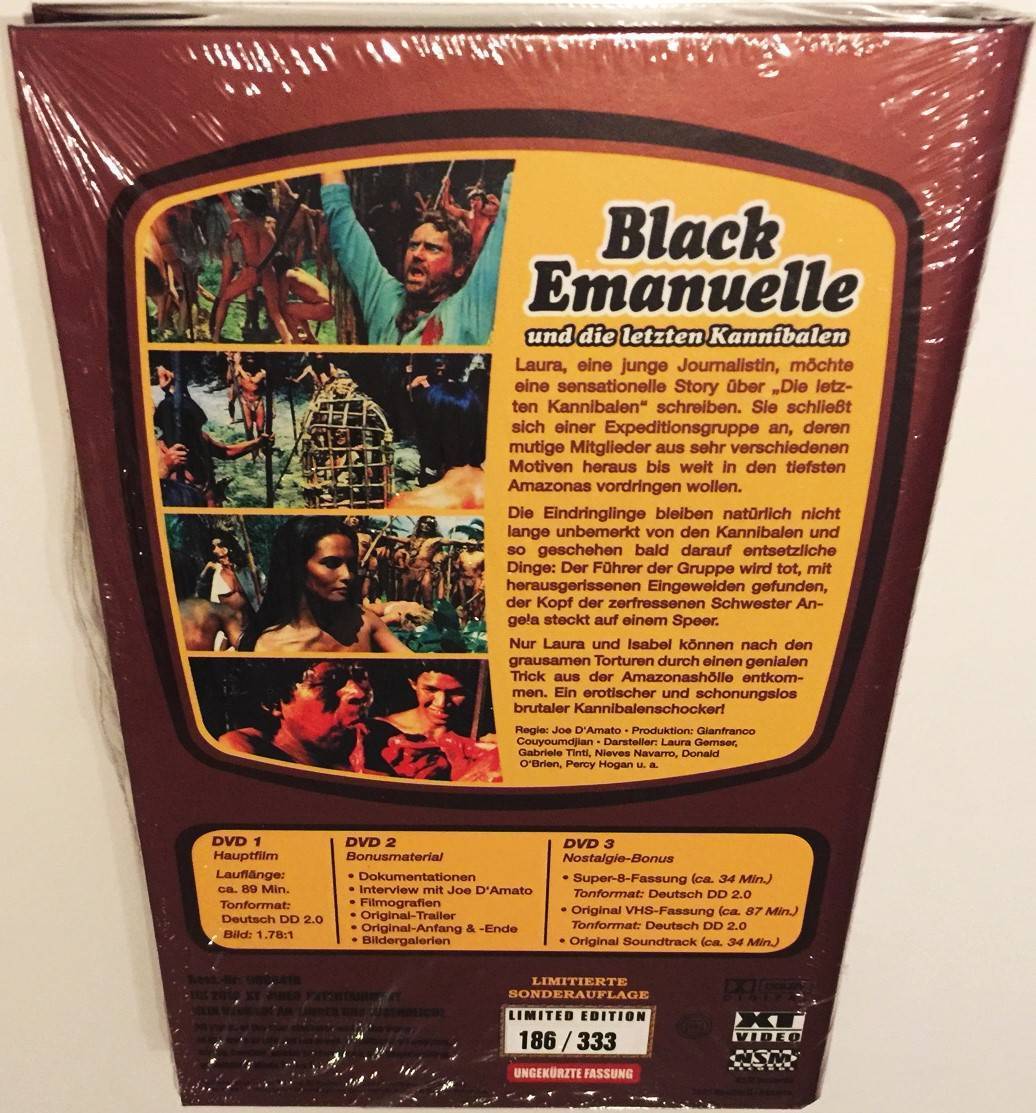 Black
Emanuelle
und die letzten Kannibalen
Laura, eine junge Journalistin, möchte
eine sensationelle Story über „Die letz-
ten Kannibalen" schreiben. Sie schließt
sich einer Expeditionsgruppe an, deren
mutige Mitglieder aus sehr verschiedenen
Motiven heraus bis weit in den tiefsten
Amazonas vordringen wollen.
Die Eindringlinge bleiben natürlich nicht
lange unbemerkt von den Kannibalen und
so geschehen bald darauf entsetzliche
Dinge: Der Führer der Gruppe wird tot, mit
herausgerissenen Eingeweiden gefunden,
der Kopf der zerfressenen Schwester An-
gela steckt auf einem Speer.
Nur Laura und Isabel können nach den
grausamen Torturen durch einen genialen
Trick aus der Amazonashölle entkom-
men. Ein erotischer und schonungslos
brutaler Kannibalenschocker!
Regie: Joe D'Amato • Produktion: Gianfranco
Couyoumdjian • Darsteller: Laura Gemser,
Gabriele Tinti, Nieves Navarro, Donald
O'Brien, Percy Hogan u. a.
DVD 1
Hauptfilm
Lauflänge:
ca. 89 Min.
Tonformat:
Deutsch DD 2.0
Bild: 1.78:1
DVD 2
Bonusmaterial
• Dokumentationen
• Interview mit Joe D'Amato
• Filmografien
• Original-Trailer
• Original-Anfang & -Ende
• Bildergalerien
DVD 3
Nostalgie-Bonus
• Super-8-Fassung (ca. 34 Min.)
Tonformat: Deutsch DD 2.0
• Original VHS-Fassung (ca. 87 Min.)
Tonformat: Deutsch DD 2.0
• Original Soundtrack (ca. 34 Min.)
LIMITIERTE
SONDERAUFLAGE
LIMITED EDITION
186 / 333
UNGEKÜRZTE FASSUNG
DIGITAL
XT
VIDEO
NSM
RECORDS